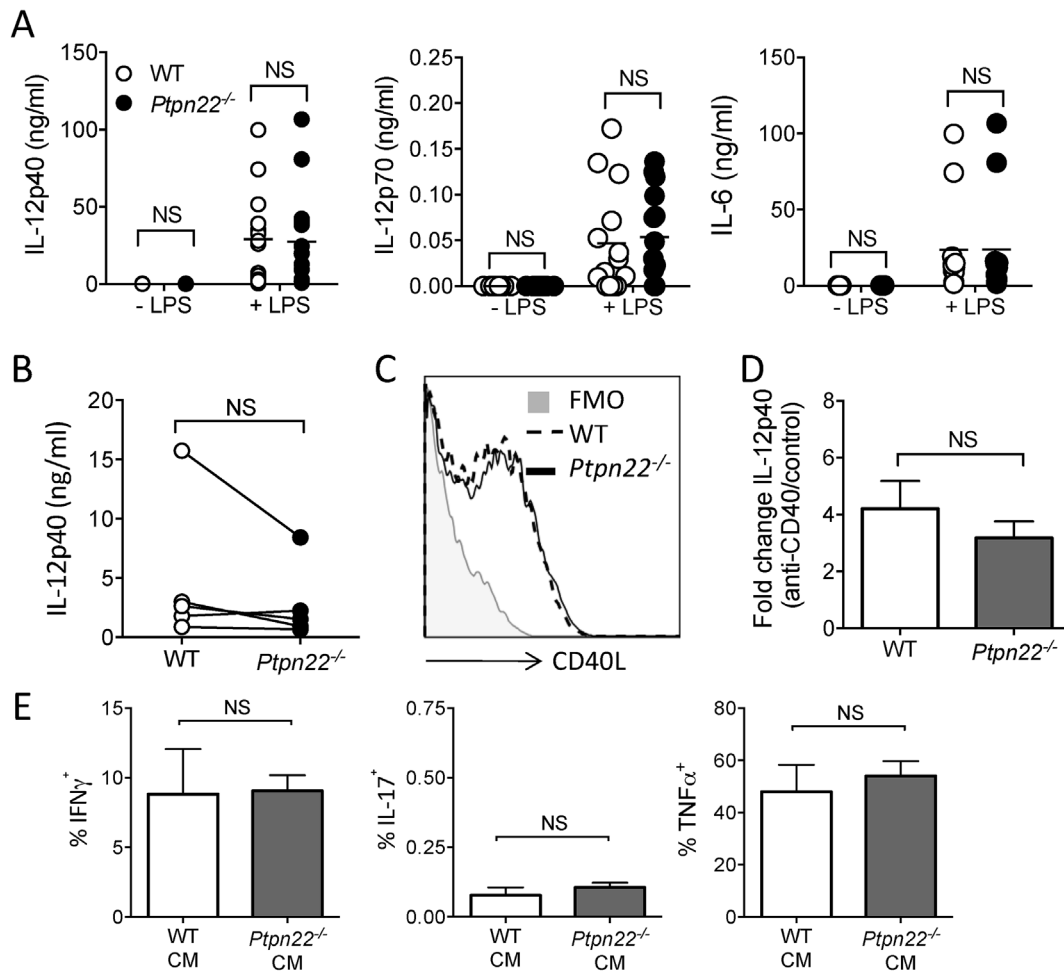 A
IL-12p40 (ng/ml)
150
100
50
0
WT
Ptpn22-/-
NS
NS
- LPS
+ LPS
IL-12p70 (ng/ml)
0.25
0.20
0.15
0.10
0.05
0.00
NS
NS
- LPS
+ LPS
IL-6 (ng/ml)
150
100
50
0
NS
NS
- LPS
+ LPS
B
IL-12p40 (ng/ml)
20
15
10
5
0
NS
WT
Ptpn22-/-
C
FMO
WT
Ptpn22-/-
CD40L
D
Fold change IL-12p40
(anti-CD40/control)
8
6
4
2
0
NS
WT
Ptpn22-/-
E
% IFNγ+
15
10
5
0
NS
WT
CM
Ptpn22-/-
CM
% IL-17+
0.75
0.50
0.25
0.00
NS
WT
CM
Ptpn22-/-
CM
% TNFα+
80
60
40
20
0
NS
WT
CM
Ptpn22-/-
CM